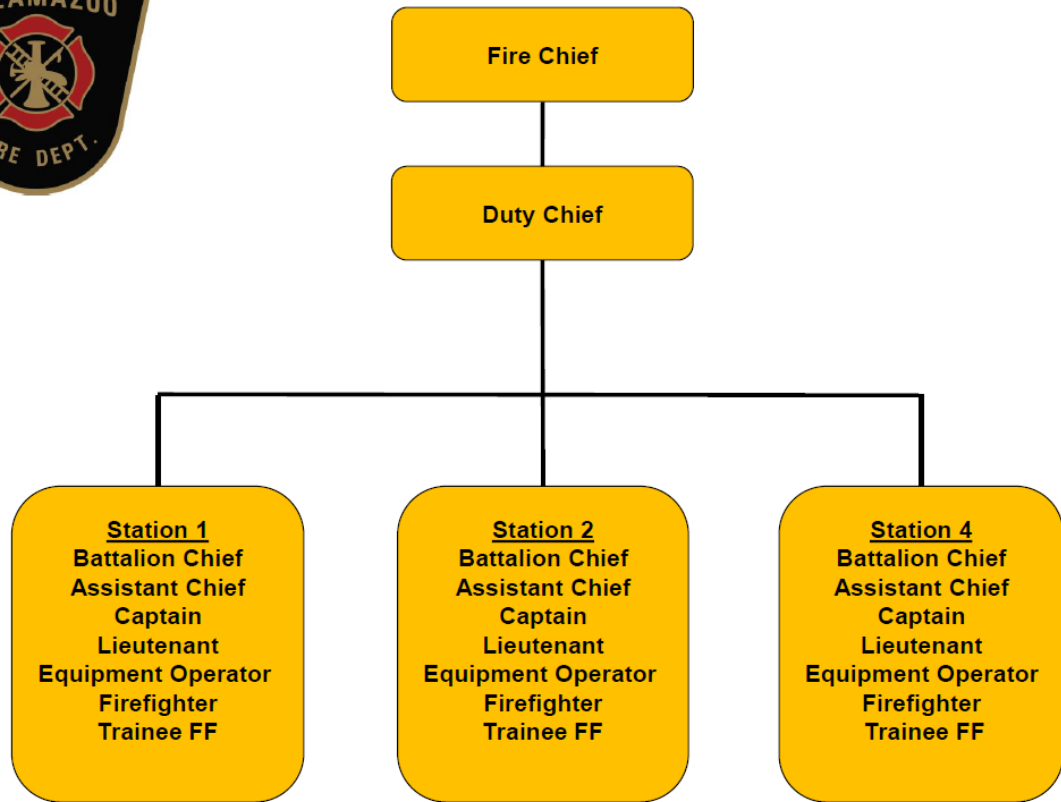 DEPT.
Fire Chief
Duty Chief
Station 1
Battalion Chief
Assistant Chief
Captain
Lieutenant
Equipment Operator
Firefighter
Trainee FF
Station 2
Battalion Chief
Assistant Chief
Captain
Lieutenant
Equipment Operator
Firefighter
Trainee FF
Station 4
Battalion Chief
Assistant Chief
Captain
Lieutenant
Equipment Operator
Firefighter
Trainee FF